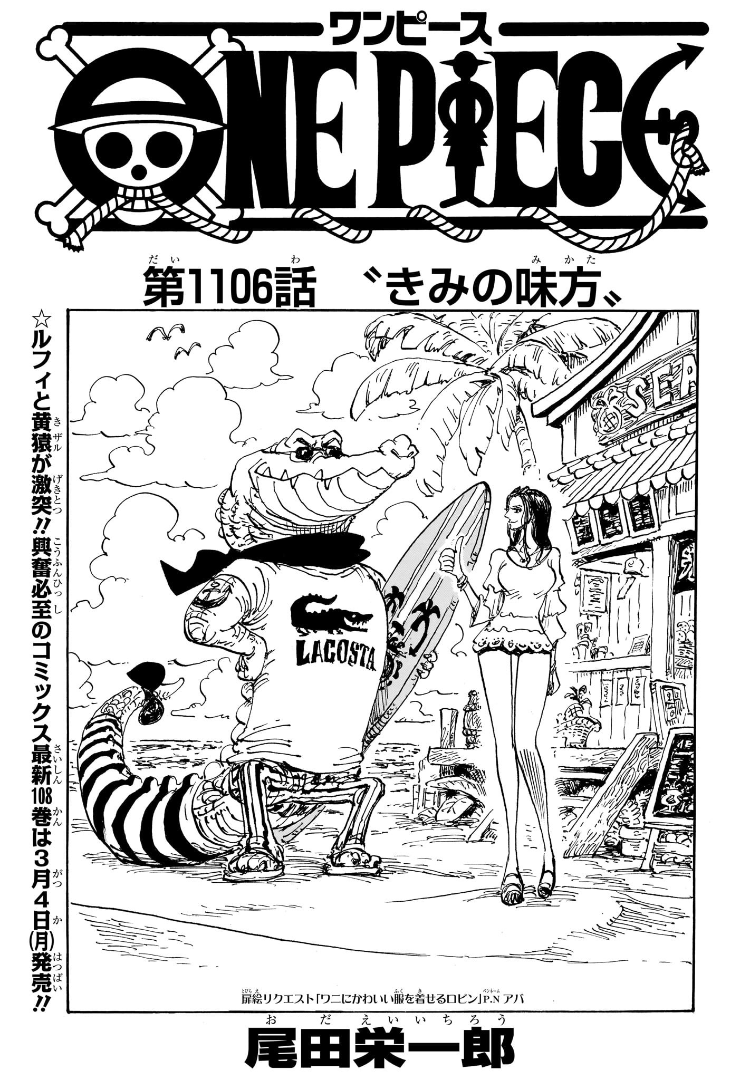 ワンピース
ONE PIECE
第1106話 〝きみの味方〟
☆ルフィと黄猿が激突!!興奮必至のコミックス最新108巻は3月4日(月)発売!!
SEA
LACOSTA
扉絵リクエスト「ワニにかわいい服を着せるロビン」P.N アバ
尾田栄一郎